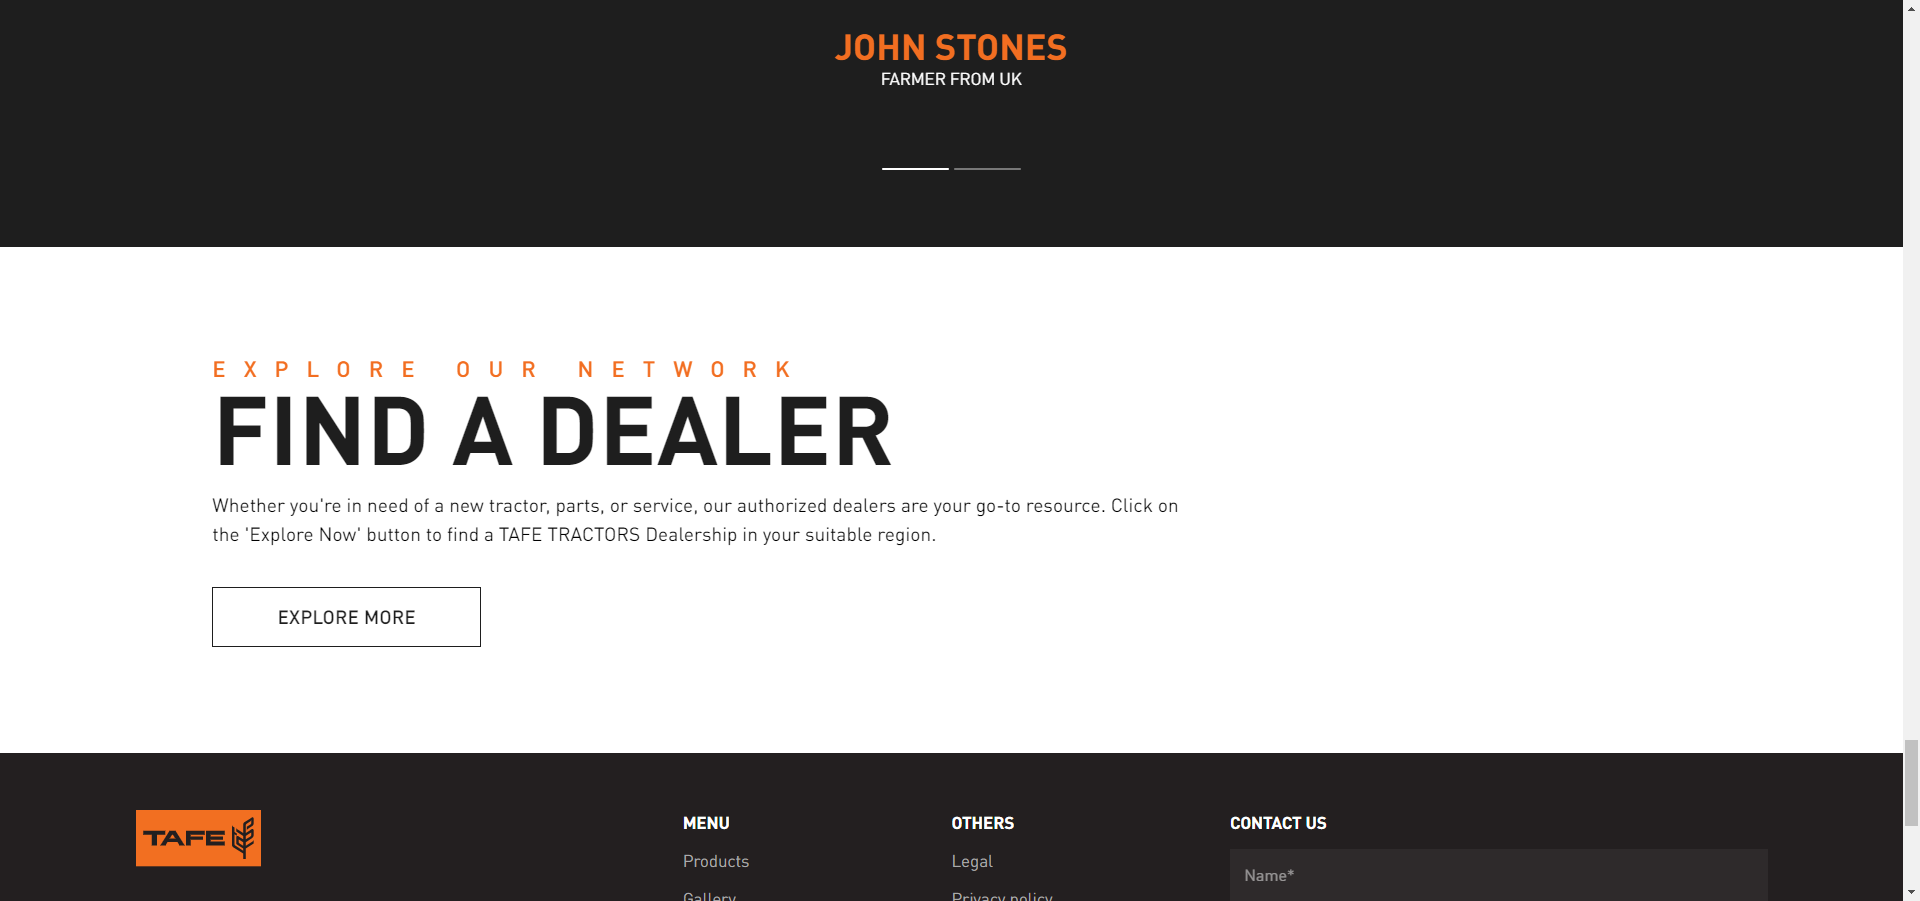 JOHN STONES
FARMER FROM UK
EXPLORE OUR NETWORK
FIND A DEALER
Whether you're in need of a new tractor, parts, or service, our authorized dealers are your go-to resource. Click on
the 'Explore Now' button to find a TAFE TRACTORS Dealership in your suitable region.
EXPLORE MORE
TAFE
MENU
OTHERS
CONTACT US
Products
Legal
Name*
Gallery
Privacy policy